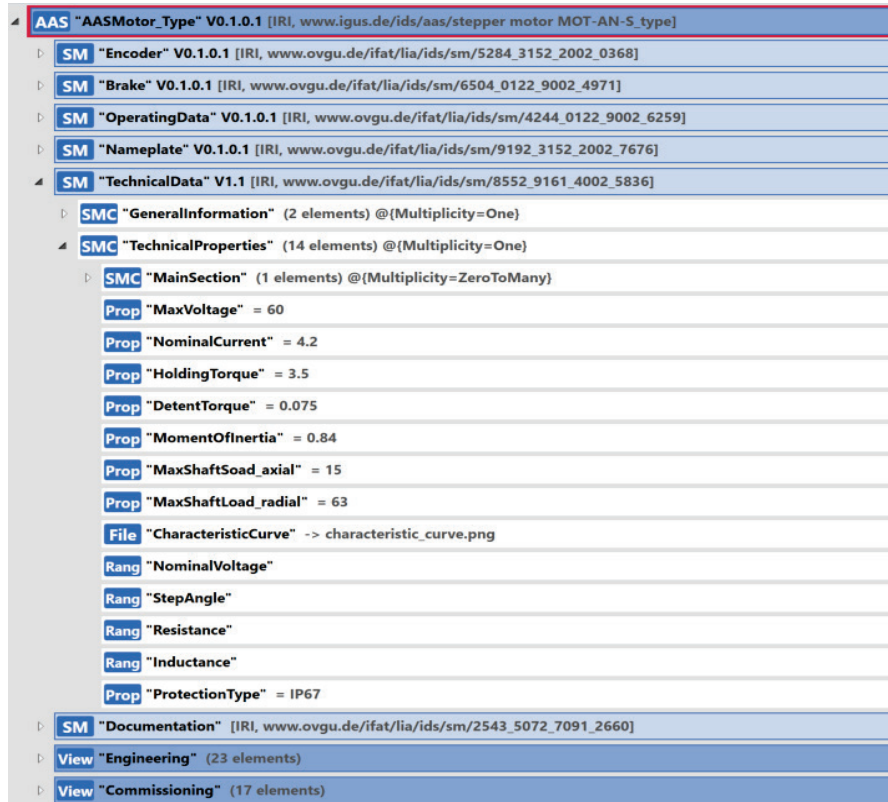 AAS "AASMotor_Type" V0.1.0.1 [IRI, www.igus.de/ids/aas/stepper motor MOT-AN-S_type]
SM "Encoder" V0.1.0.1 [IRI, www.ovgu.de/ifat/lia/ids/sm/5284_3152_2002_0368]
SM "Brake" V0.1.0.1 [IRI, www.ovgu.de/ifat/lia/ids/sm/6504_0122_9002_4971]
SM "OperatingData" V0.1.0.1 [IRI, www.ovgu.de/ifat/lia/ids/sm/4244_0122_9002_6259]
SM "Nameplate" V0.1.0.1 [IRI, www.ovgu.de/ifat/lia/ids/sm/9192_3152_2002_7676]
SM "TechnicalData" V1.1 [IRI, www.ovgu.de/ifat/lia/ids/sm/8552_9161_4002_5836]
SMC "GeneralInformation" (2 elements) @{Multiplicity=One}
SMC "TechnicalProperties" (14 elements) @{Multiplicity=One}
SMC "MainSection" (1 elements) @{Multiplicity=ZeroToMany}
Prop "MaxVoltage" = 60
Prop "NominalCurrent" = 4.2
Prop "HoldingTorque" = 3.5
Prop "DetentTorque" = 0.075
Prop "MomentOfInertia" = 0.84
Prop "MaxShaftSoad_axial" = 15
Prop "MaxShaftLoad_radial" = 63
File "CharacteristicCurve" -> characteristic_curve.png
Rang "NominalVoltage"
Rang "StepAngle"
Rang "Resistance"
Rang "Inductance"
Prop "ProtectionType" = IP67
SM "Documentation" [IRI, www.ovgu.de/ifat/lia/ids/sm/2543_5072_7091_2660]
View "Engineering" (23 elements)
View "Commissioning" (17 elements)